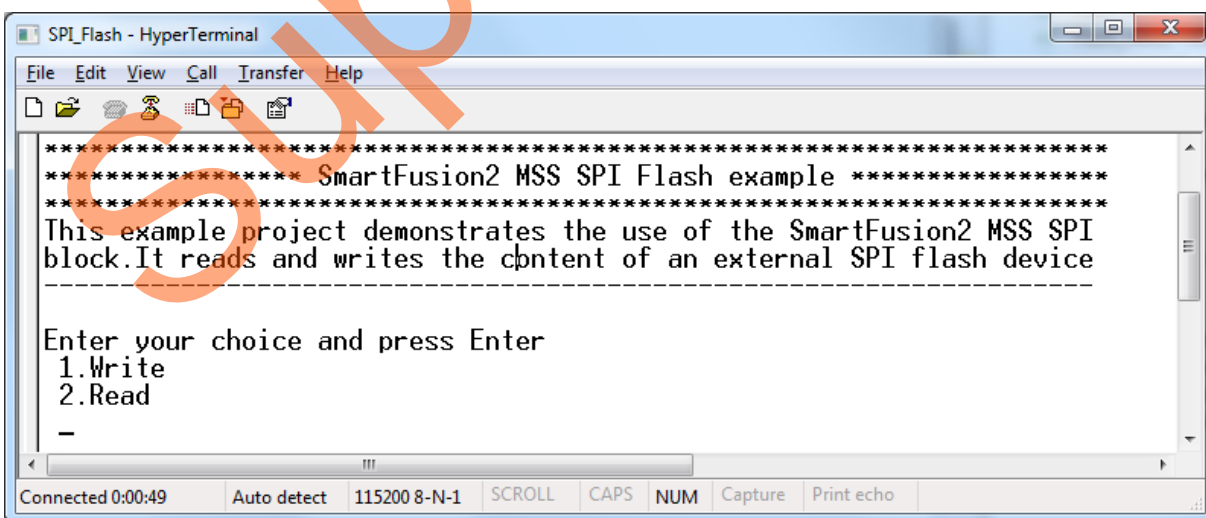 SPI_Flash - HyperTerminal
File Edit View Call Transfer Help
**********************************************************************
***************** SmartFusion2 MSS SPI Flash example *****************
**********************************************************************
This example project demonstrates the use of the SmartFusion2 MSS SPI
block.It reads and writes the content of an external SPI flash device
---------------------------------------------------------------------
Enter your choice and press Enter
1.Write
2.Read
_
Connected 0:00:49 Auto detect 115200 8-N-1 SCROLL CAPS NUM Capture Print echo
Sup